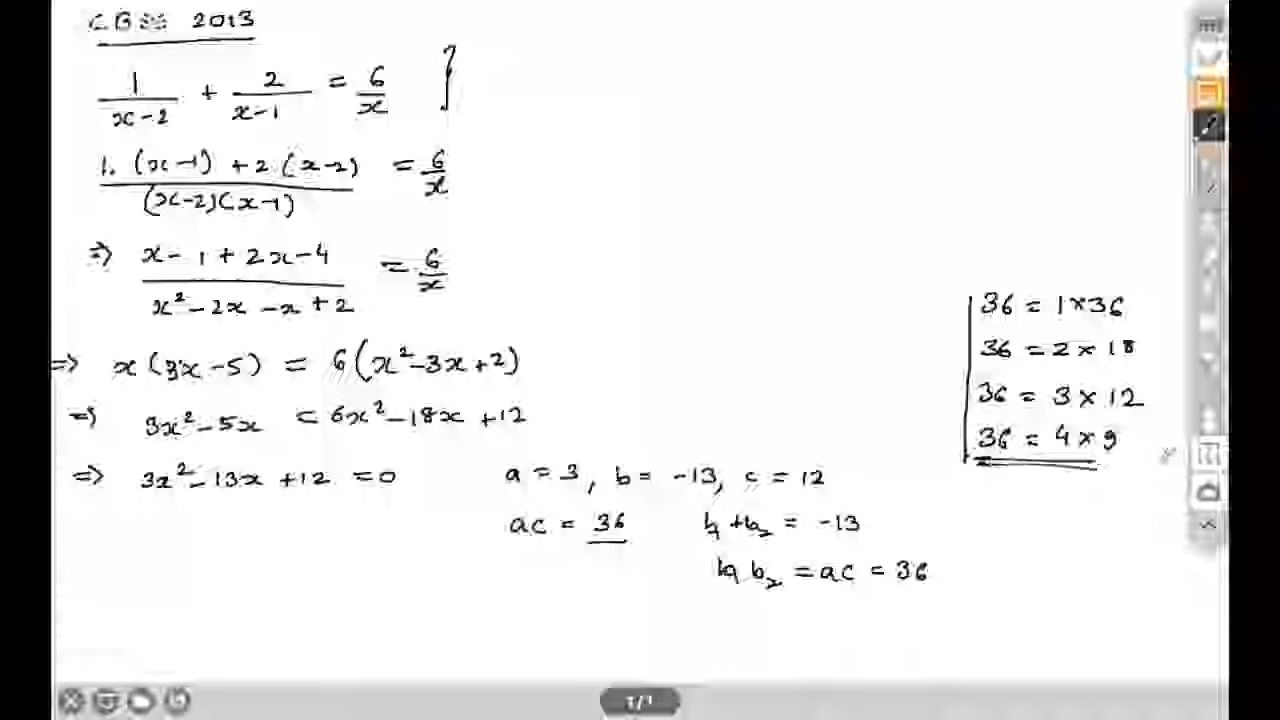 CBSE 2013
1/(x-2) + 2/(x-1) = 6/x }
(1.(x-1) + 2(x-2))/((x-2)(x-1)) = 6/x
=> (x-1+2x-4)/(x²-2x-x+2) = 6/x
=> x(3x-5) = 6(x²-3x+2)
=> 3x²-5x = 6x²-18x+12
=> 3x²-13x+12 = 0
a = 3, b = -13, c = 12
ac = 36
b₁+b₂ = -13
b₁b₂ = ac = 36
36 = 1×36
36 = 2×18
36 = 3×12
36 = 4×9
1/1